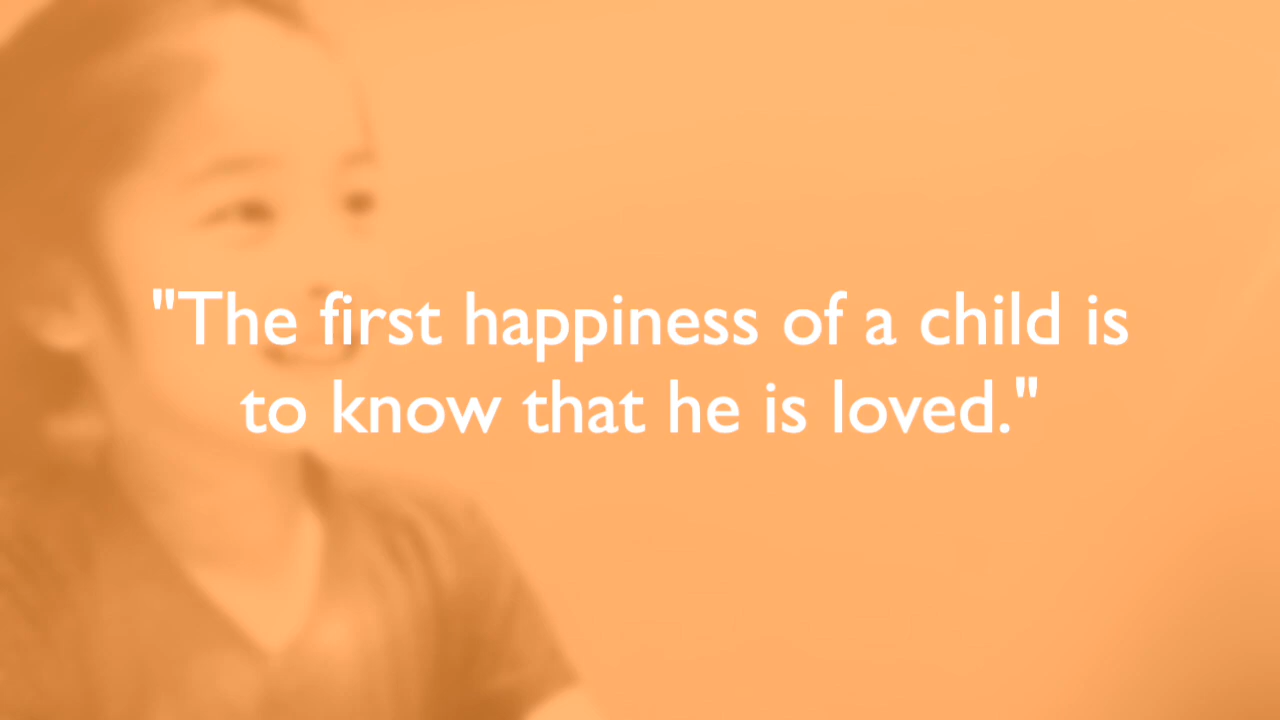 "The first happiness of a child is
to know that he is loved."